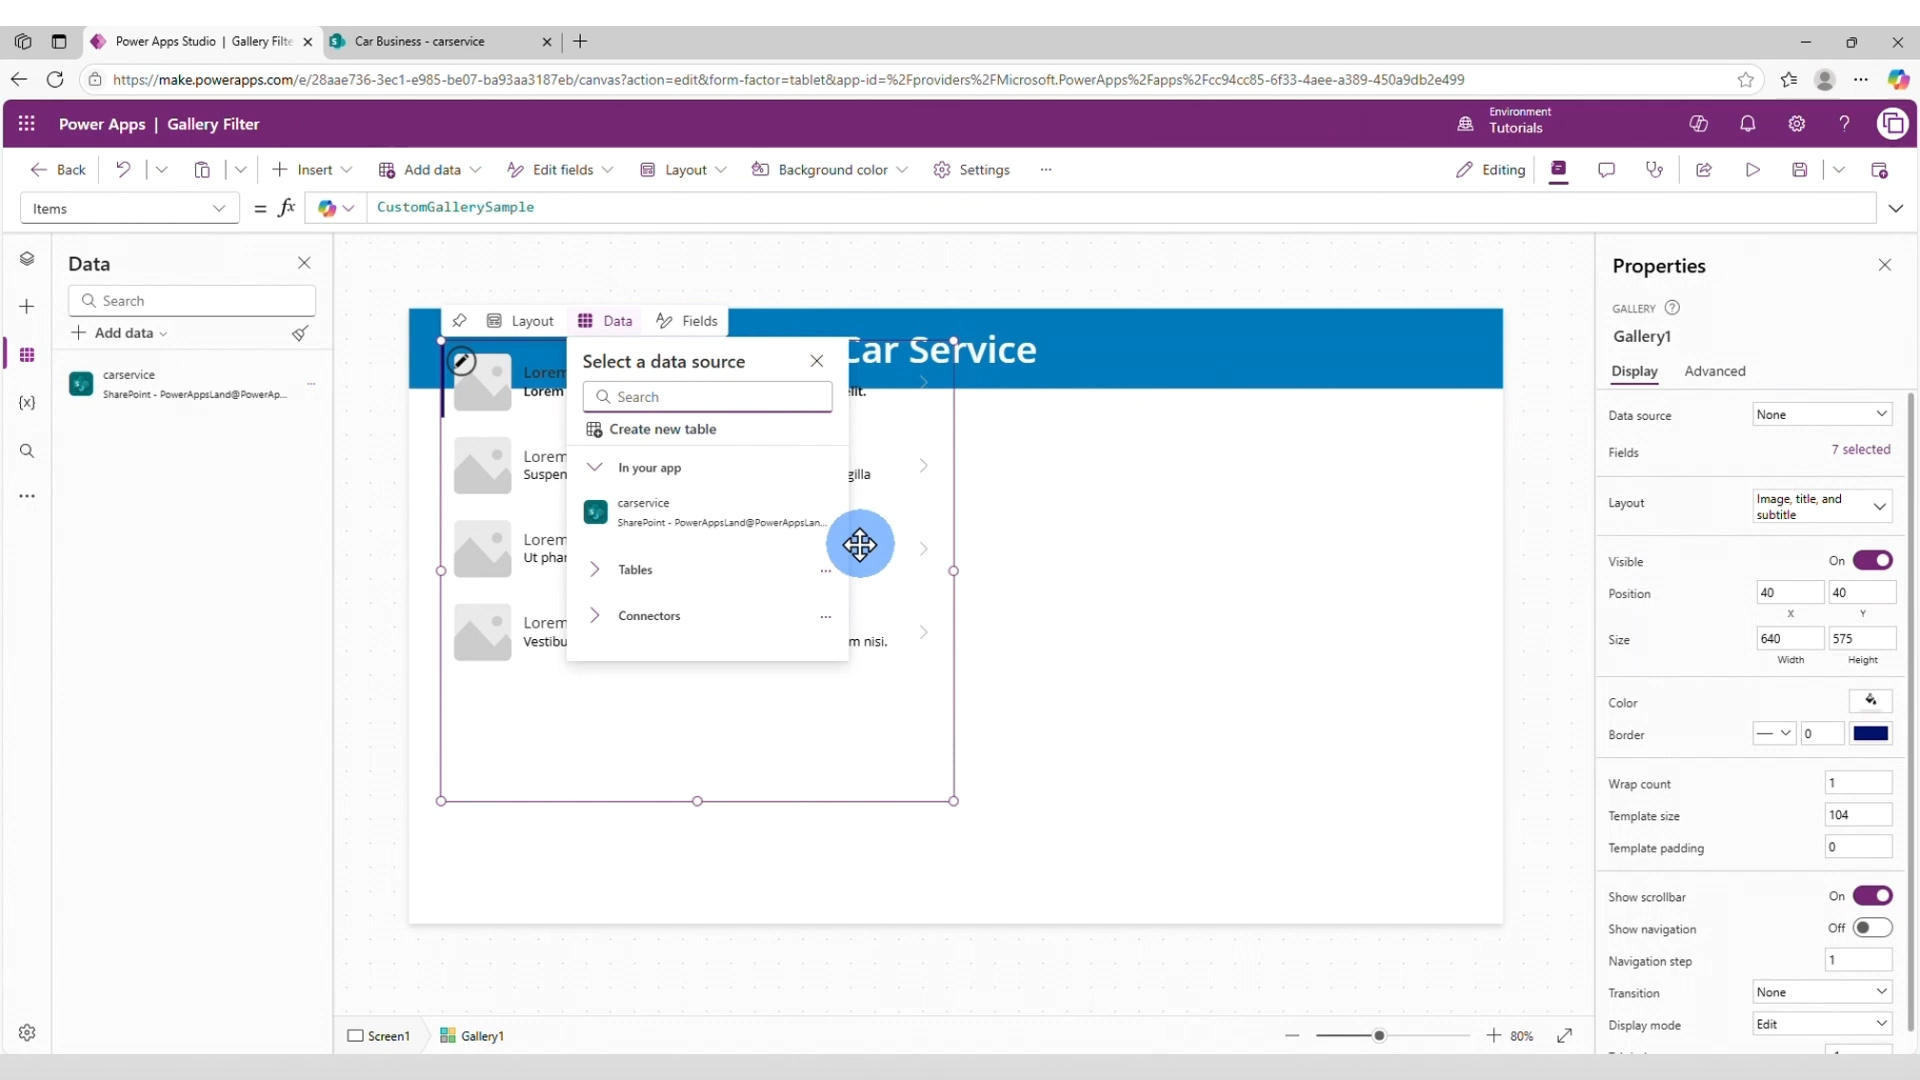 Power Apps Studio | Gallery Filte
Car Business - carservice
https://make.powerapps.com/e/28aae736-3ec1-e985-be07-ba93aa3187eb/canvas?action=edit&form-factor=tablet&app-id=%2Fproviders%2FMicrosoft.PowerApps%2Fapps%2Fcc94cc85-6f33-4aee-a389-450a9db2e499
Power Apps | Gallery Filter
Environment
Tutorials
Back
Insert
Add data
Edit fields
Layout
Background color
Settings
Editing
Items
= fx
CustomGallerySample
Data
Search
Add data
carservice
SharePoint - PowerAppsLand@PowerAp...
Layout
Data
Fields
Car Service
Select a data source
Search
Create new table
In your app
carservice
SharePoint - PowerAppsLand@PowerAppsLan...
Tables
Connectors
Lorem
Lorem
elit.
Lorem
Suspen
gilla
Lorem
Ut phar
Lorem
Vestibu
m nisi.
Properties
GALLERY
Gallery1
Display
Advanced
Data source
None
Fields
7 selected
Layout
Image, title, and
subtitle
Visible
On
Position
40
40
X
Y
Size
640
575
Width
Height
Color
Border
0
Wrap count
1
Template size
104
Template padding
0
Show scrollbar
On
Show navigation
Off
Navigation step
1
Transition
None
Display mode
Edit
Screen1
Gallery1
80%